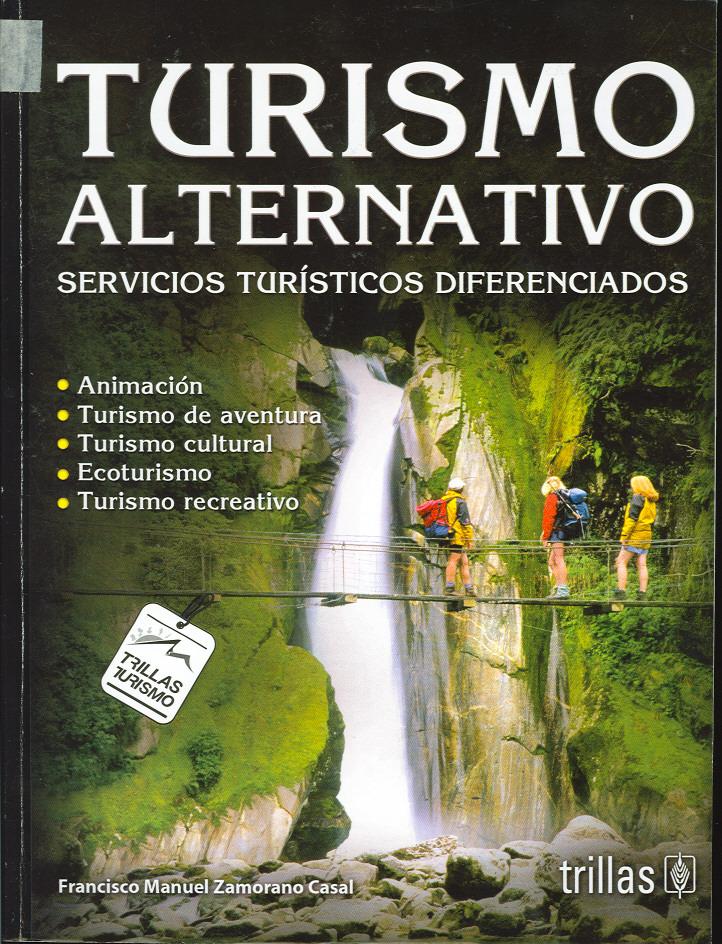 TURISMO
ALTERNATIVO
SERVICIOS TURÍSTICOS DIFERENCIADOS
Animación
Turismo de aventura
Turismo cultural
Ecoturismo
Turismo recreativo
TRILLAS
TURISMO
Francisco Manuel Zamorano Casal
trillas